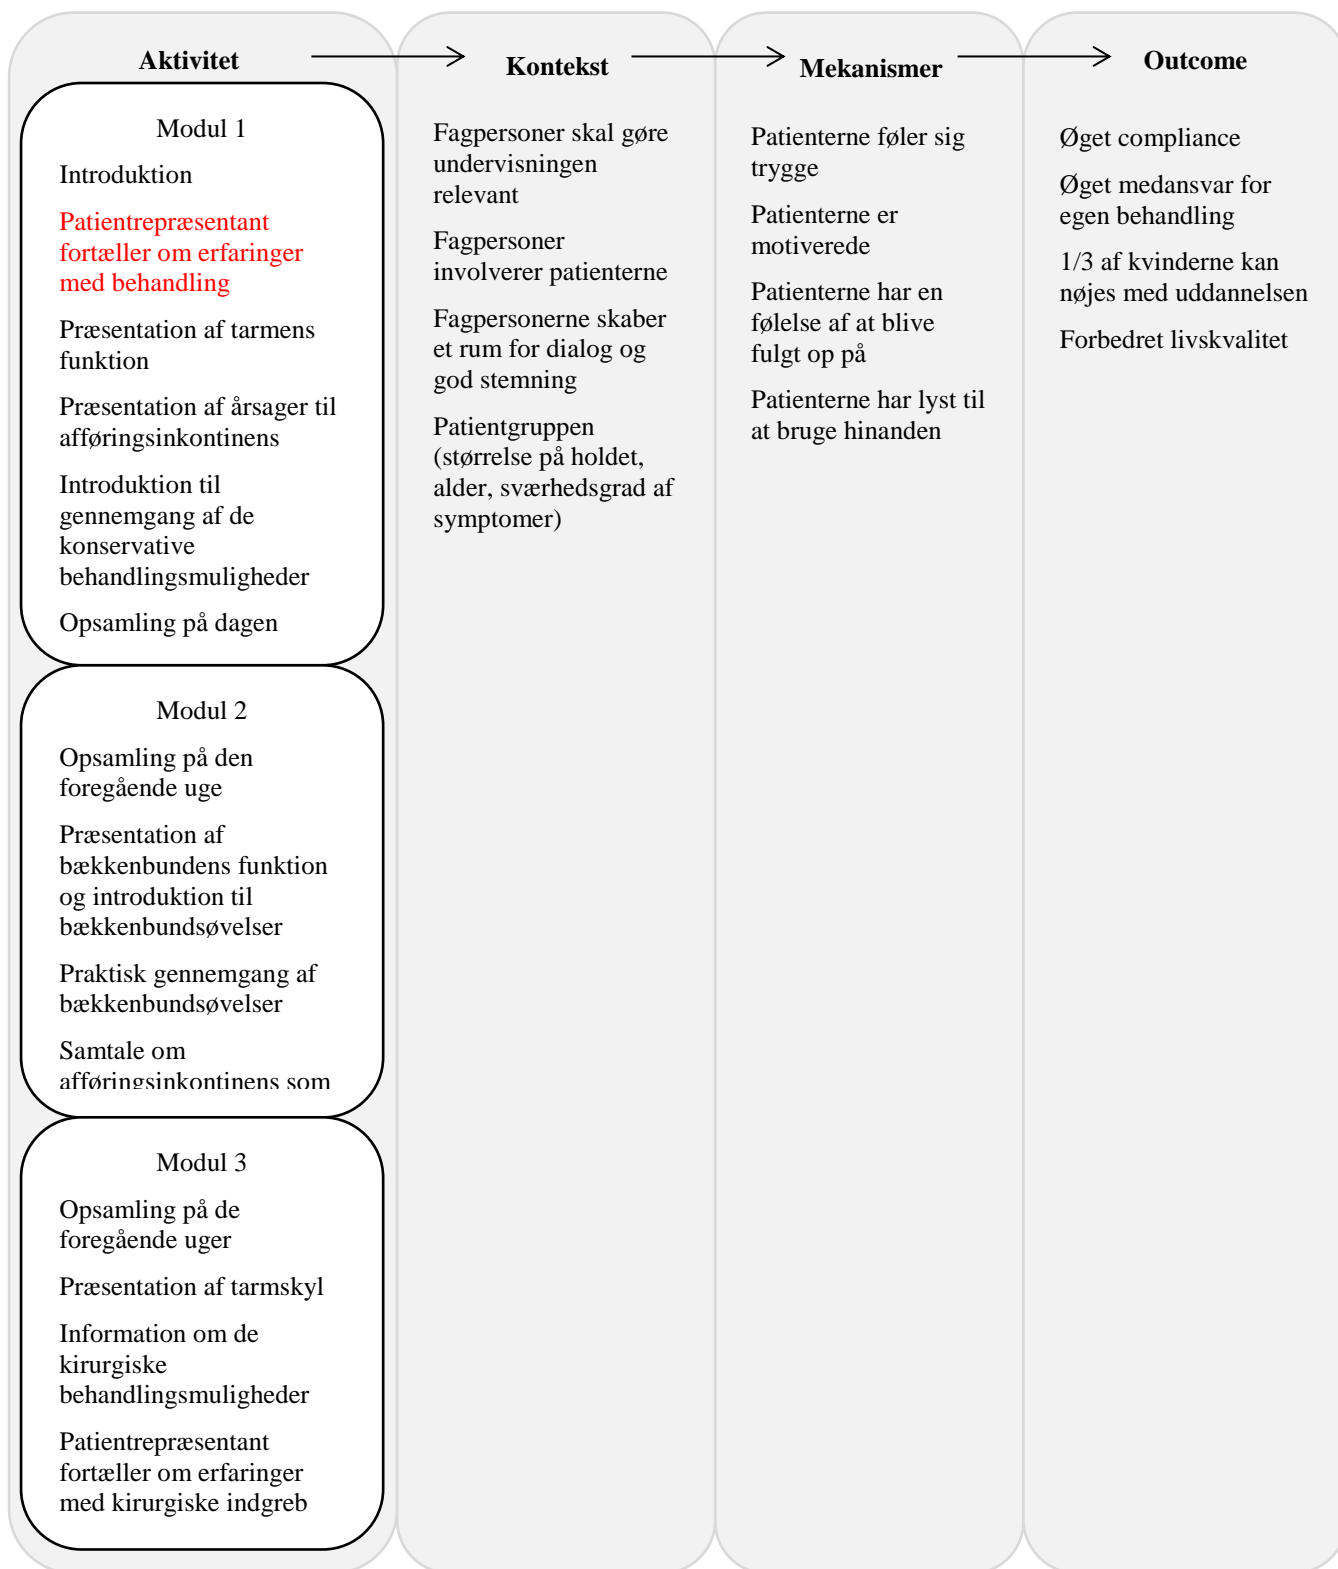 Aktivitet
Modul 1
Introduktion
Patientrepræsentant
fortæller om erfaringer
med behandling
Præsentation af tarmens
funktion
Præsentation af årsager til
afføringsinkontinens
Introduktion til
gennemgang af de
konservative
behandlingsmuligheder
Opsamling på dagen
Modul 2
Opsamling på den
foregående uge
Præsentation af
bækkenbundens funktion
og introduktion til
bækkenbundsøvelser
Praktisk gennemgang af
bækkenbundsøvelser
Samtale om
afføringsinkontinens som
Modul 3
Opsamling på de
foregående uger
Præsentation af tarmskyl
Information om de
kirurgiske
behandlingsmuligheder
Patientrepræsentant
fortæller om erfaringer
med kirurgiske indgreb
Kontekst
Fagpersoner skal gøre
undervisningen
relevant
Fagpersoner
involverer patienterne
Fagpersonerne skaber
et rum for dialog og
god stemning
Patientgruppen
(størrelse på holdet,
alder, sværhedsgrad af
symptomer)
Mekanismer
Patienterne føler sig
trygge
Patienterne er
motiverede
Patienterne har en
følelse af at blive
fulgt op på
Patienterne har lyst til
at bruge hinanden
Outcome
Øget compliance
Øget medansvar for
egen behandling
1/3 af kvinderne kan
nøjes med uddannelsen
Forbedret livskvalitet